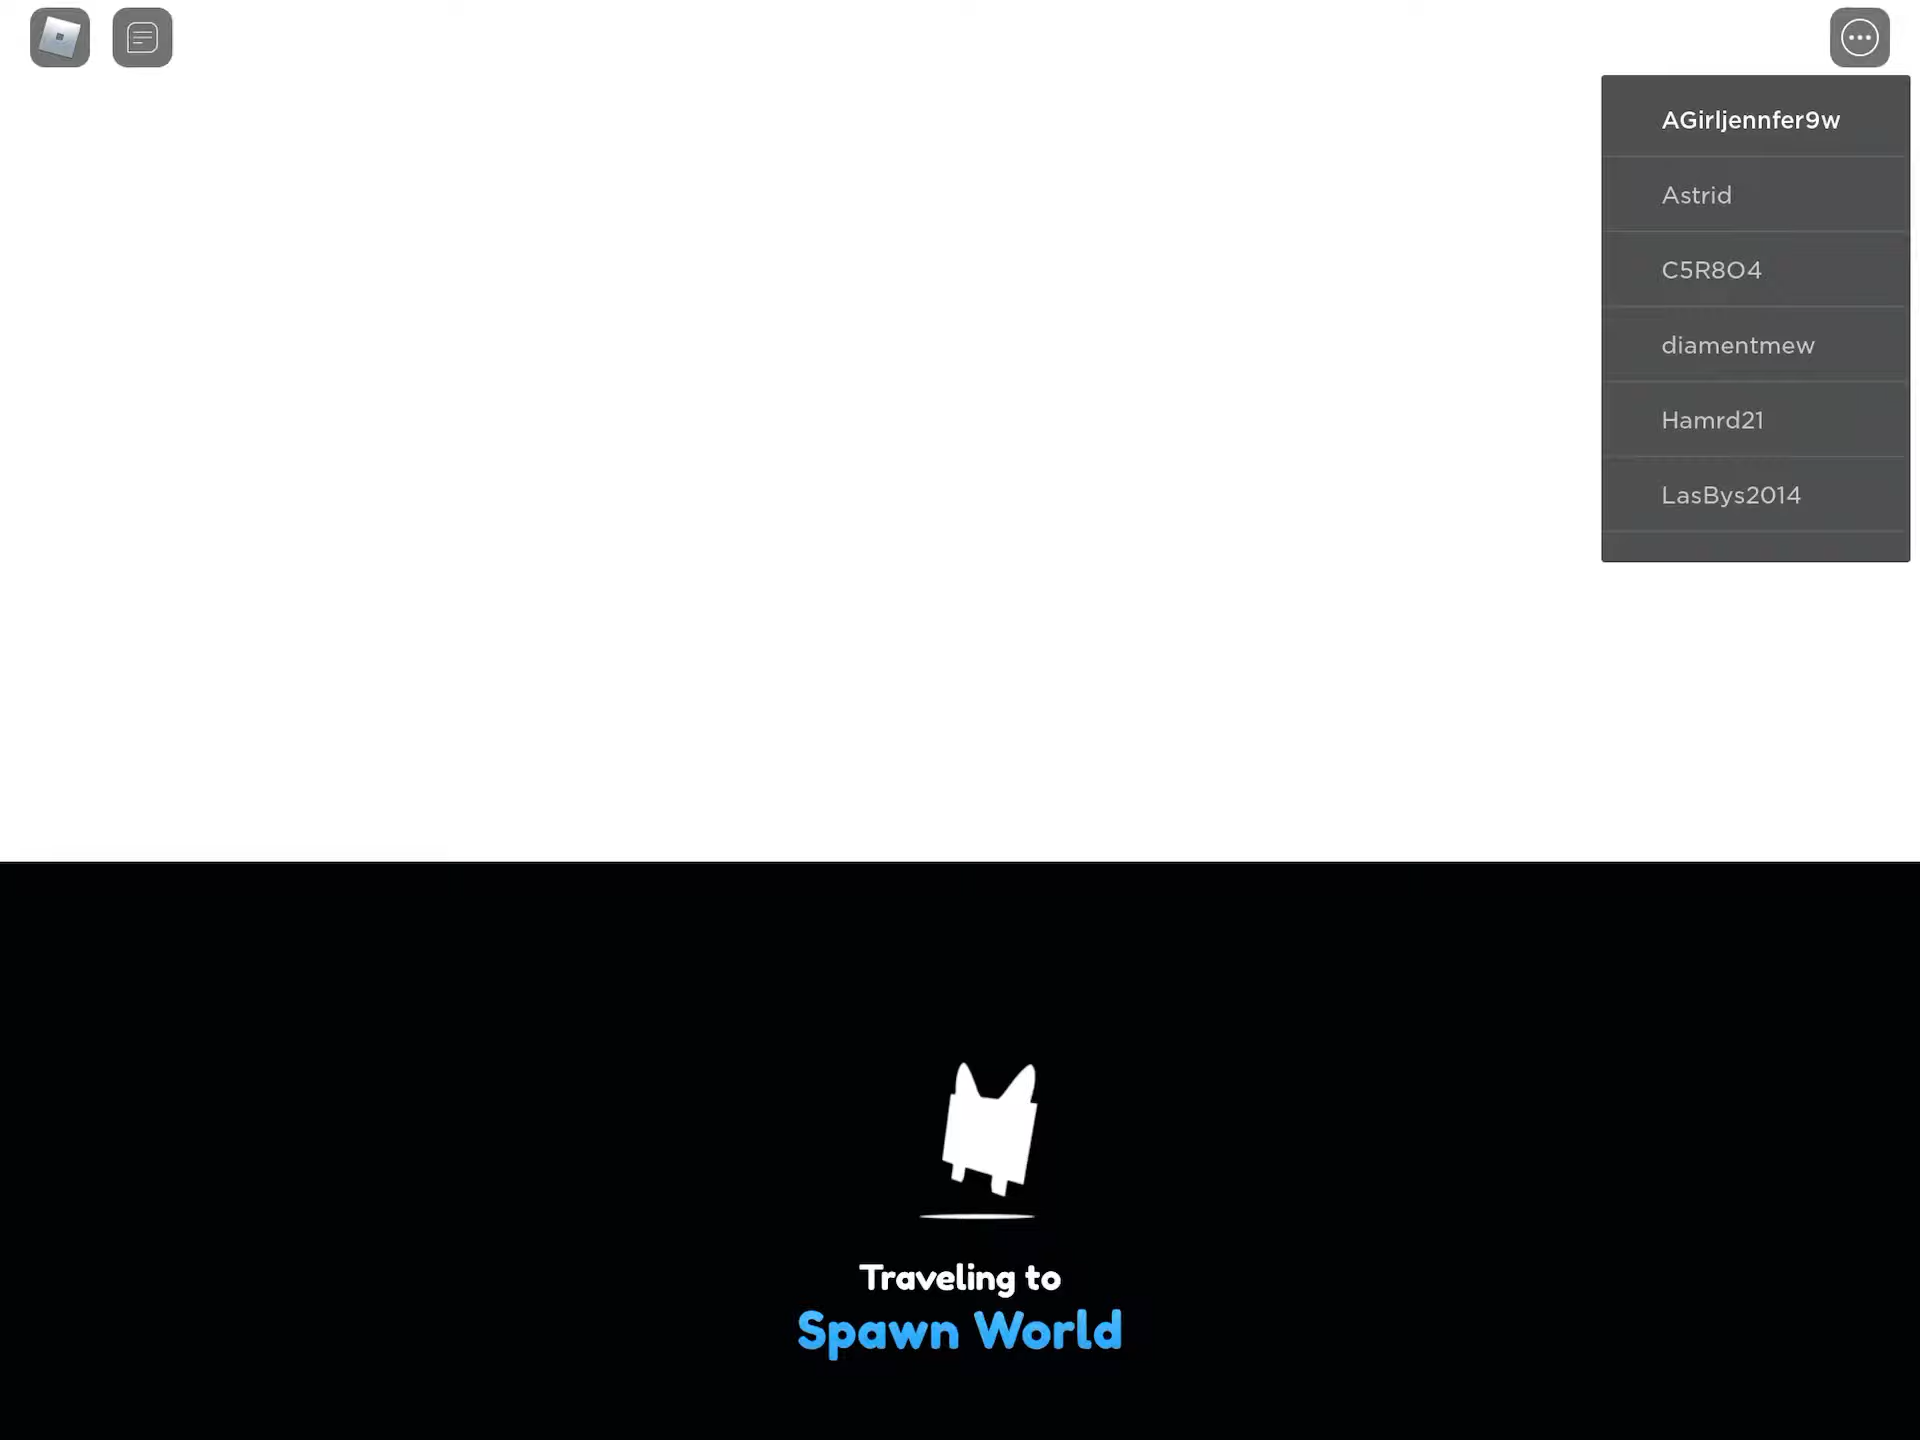 AGirljennfer9w
Astrid
C5R8O4
diamentmew
Hamrd21
LasBys2014
Traveling to
Spawn World